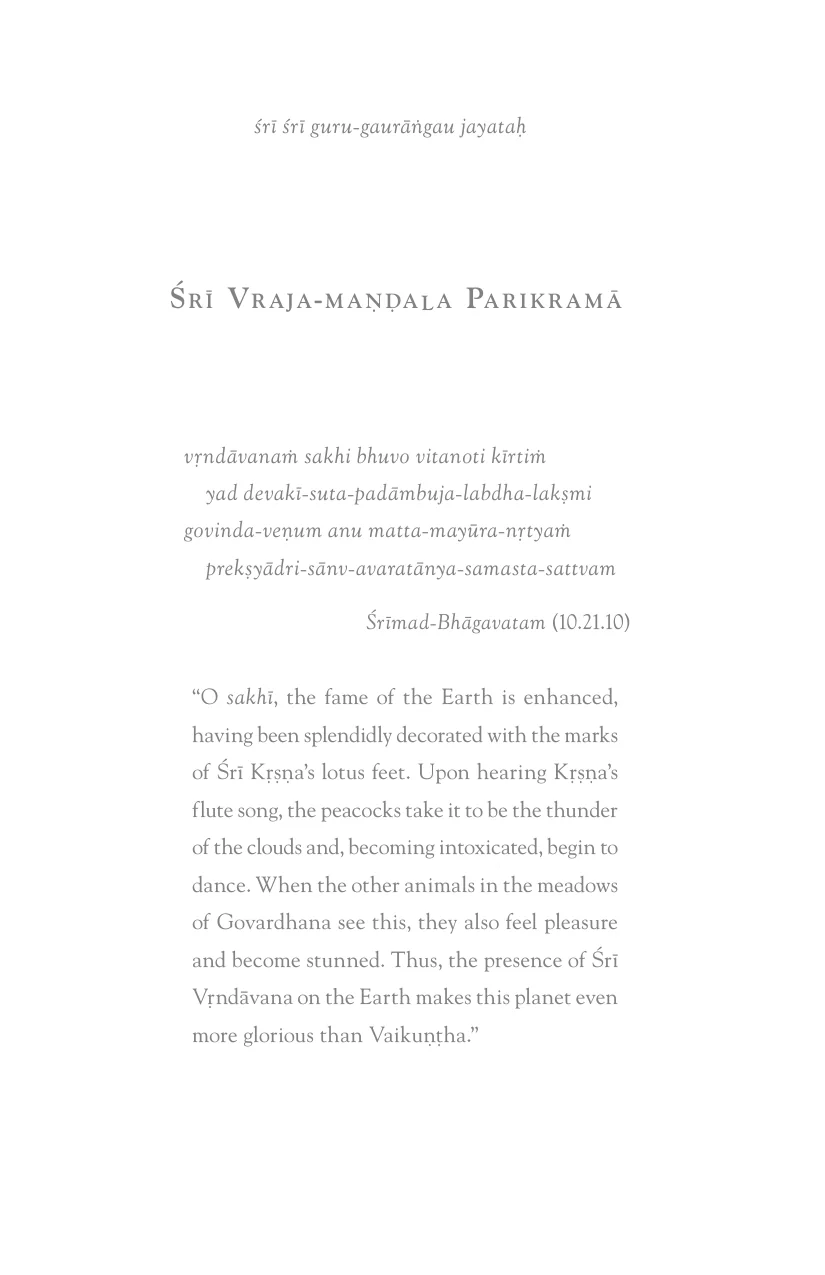 śrī śrī guru-gaurāṅgau jayataḥ
Śrī Vraja-maṇḍala Parikramā
vṛndāvanaṁ sakhi bhuvo vitanoti kīrtiṁ
yad devakī-suta-padāmbuja-labdha-lakṣmi
govinda-veṇum anu matta-mayūra-nṛtyaṁ
prekṣyādri-sānv-avaratānya-samasta-sattvam
Śrīmad-Bhāgavatam (10.21.10)
“O sakhī, the fame of the Earth is enhanced,
having been splendidly decorated with the marks
of Śrī Kṛṣṇa’s lotus feet. Upon hearing Kṛṣṇa’s
flute song, the peacocks take it to be the thunder
of the clouds and, becoming intoxicated, begin to
dance. When the other animals in the meadows
of Govardhana see this, they also feel pleasure
and become stunned. Thus, the presence of Śrī
Vṛndāvana on the Earth makes this planet even
more glorious than Vaikuṇṭha.”